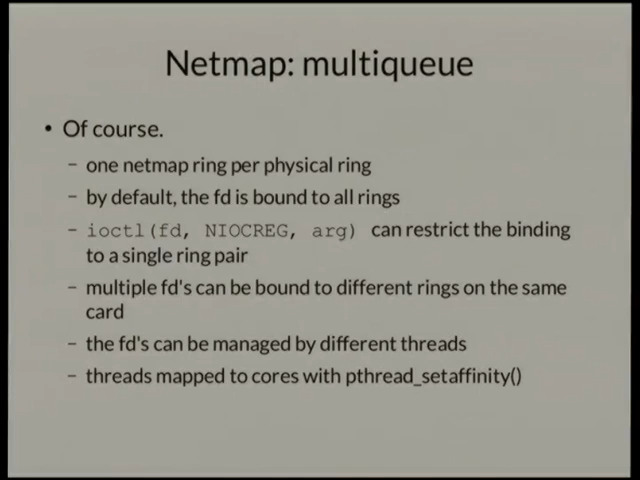 Netmap: multiqueue
• Of course.
– one netmap ring per physical ring
– by default, the fd is bound to all rings
– ioctl(fd, NIOCREG, arg) can restrict the binding
to a single ring pair
– multiple fd's can be bound to different rings on the same
card
– the fd's can be managed by different threads
– threads mapped to cores with pthread_setaffinity()